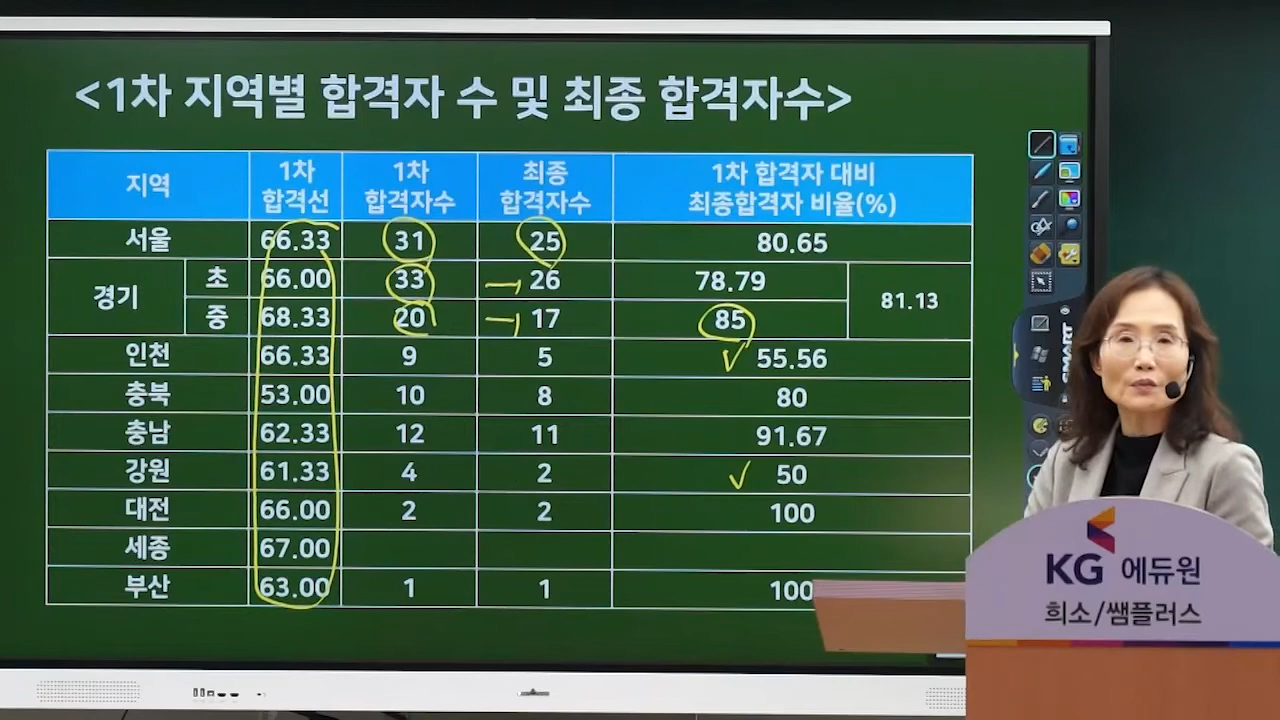 <1차 지역별 합격자 수 및 최종 합격자수>
지역 1차 합격선 1차 합격자수 최종 합격자수 1차 합격자 대비 최종합격자 비율(%)
서울 66.33 31 25 80.65
경기 초 66.00 33 26 78.79 81.13
중 68.33 20 17 85
인천 66.33 9 5 55.56
충북 53.00 10 8 80
충남 62.33 12 11 91.67
강원 61.33 4 2 50
대전 66.00 2 2 100
세종 67.00
부산 63.00 1 1 100
SMART
KG 에듀원
희소/쌤플러스